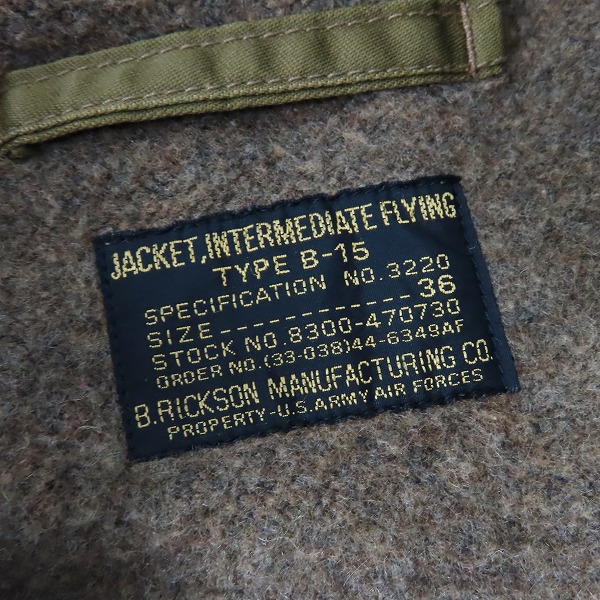 JACKET, INTERMEDIATE FLYING
TYPE B-15
SPECIFICATION NO. 3220
SIZE------------36
STOCK NO. 8300-470730
ORDER NO. (33-038)44-6349AF
B. RICKSON MANUFACTURING CO.
PROPERTY-U.S. ARMY AIR FORCES